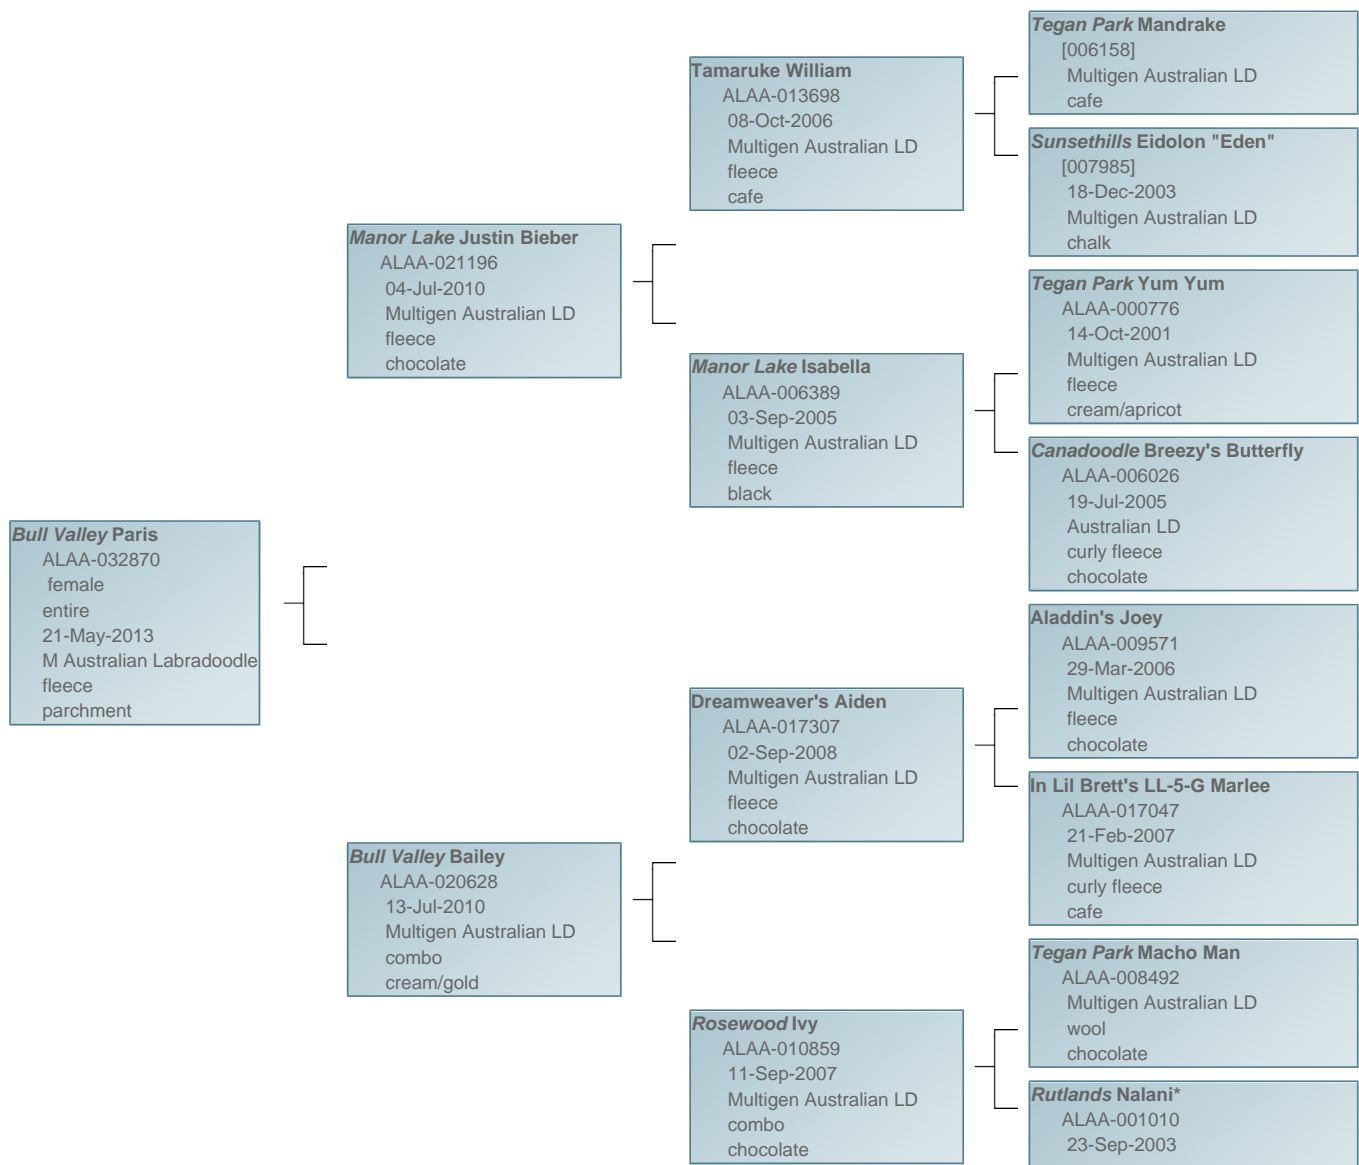 Bull Valley Paris
ALAA-032870
female
entire
21-May-2013
M Australian Labradoodle
fleece
parchment
Manor Lake Justin Bieber
ALAA-021196
04-Jul-2010
Multigen Australian LD
fleece
chocolate
Bull Valley Bailey
ALAA-020628
13-Jul-2010
Multigen Australian LD
combo
cream/gold
Tamaruke William
ALAA-013698
08-Oct-2006
Multigen Australian LD
fleece
cafe
Manor Lake Isabella
ALAA-006389
03-Sep-2005
Multigen Australian LD
fleece
black
Dreamweaver's Aiden
ALAA-017307
02-Sep-2008
Multigen Australian LD
fleece
chocolate
Rosewood Ivy
ALAA-010859
11-Sep-2007
Multigen Australian LD
combo
chocolate
Tegan Park Mandrake
[006158]
Multigen Australian LD
cafe
Sunsethills Eidolon "Eden"
[007985]
18-Dec-2003
Multigen Australian LD
chalk
Tegan Park Yum Yum
ALAA-000776
14-Oct-2001
Multigen Australian LD
fleece
cream/apricot
Canadoodle Breezy's Butterfly
ALAA-006026
19-Jul-2005
Australian LD
curly fleece
chocolate
Aladdin's Joey
ALAA-009571
29-Mar-2006
Multigen Australian LD
fleece
chocolate
In Lil Brett's LL-5-G Marlee
ALAA-017047
21-Feb-2007
Multigen Australian LD
curly fleece
cafe
Tegan Park Macho Man
ALAA-008492
Multigen Australian LD
wool
chocolate
Rutlands Nalani*
ALAA-001010
23-Sep-2003